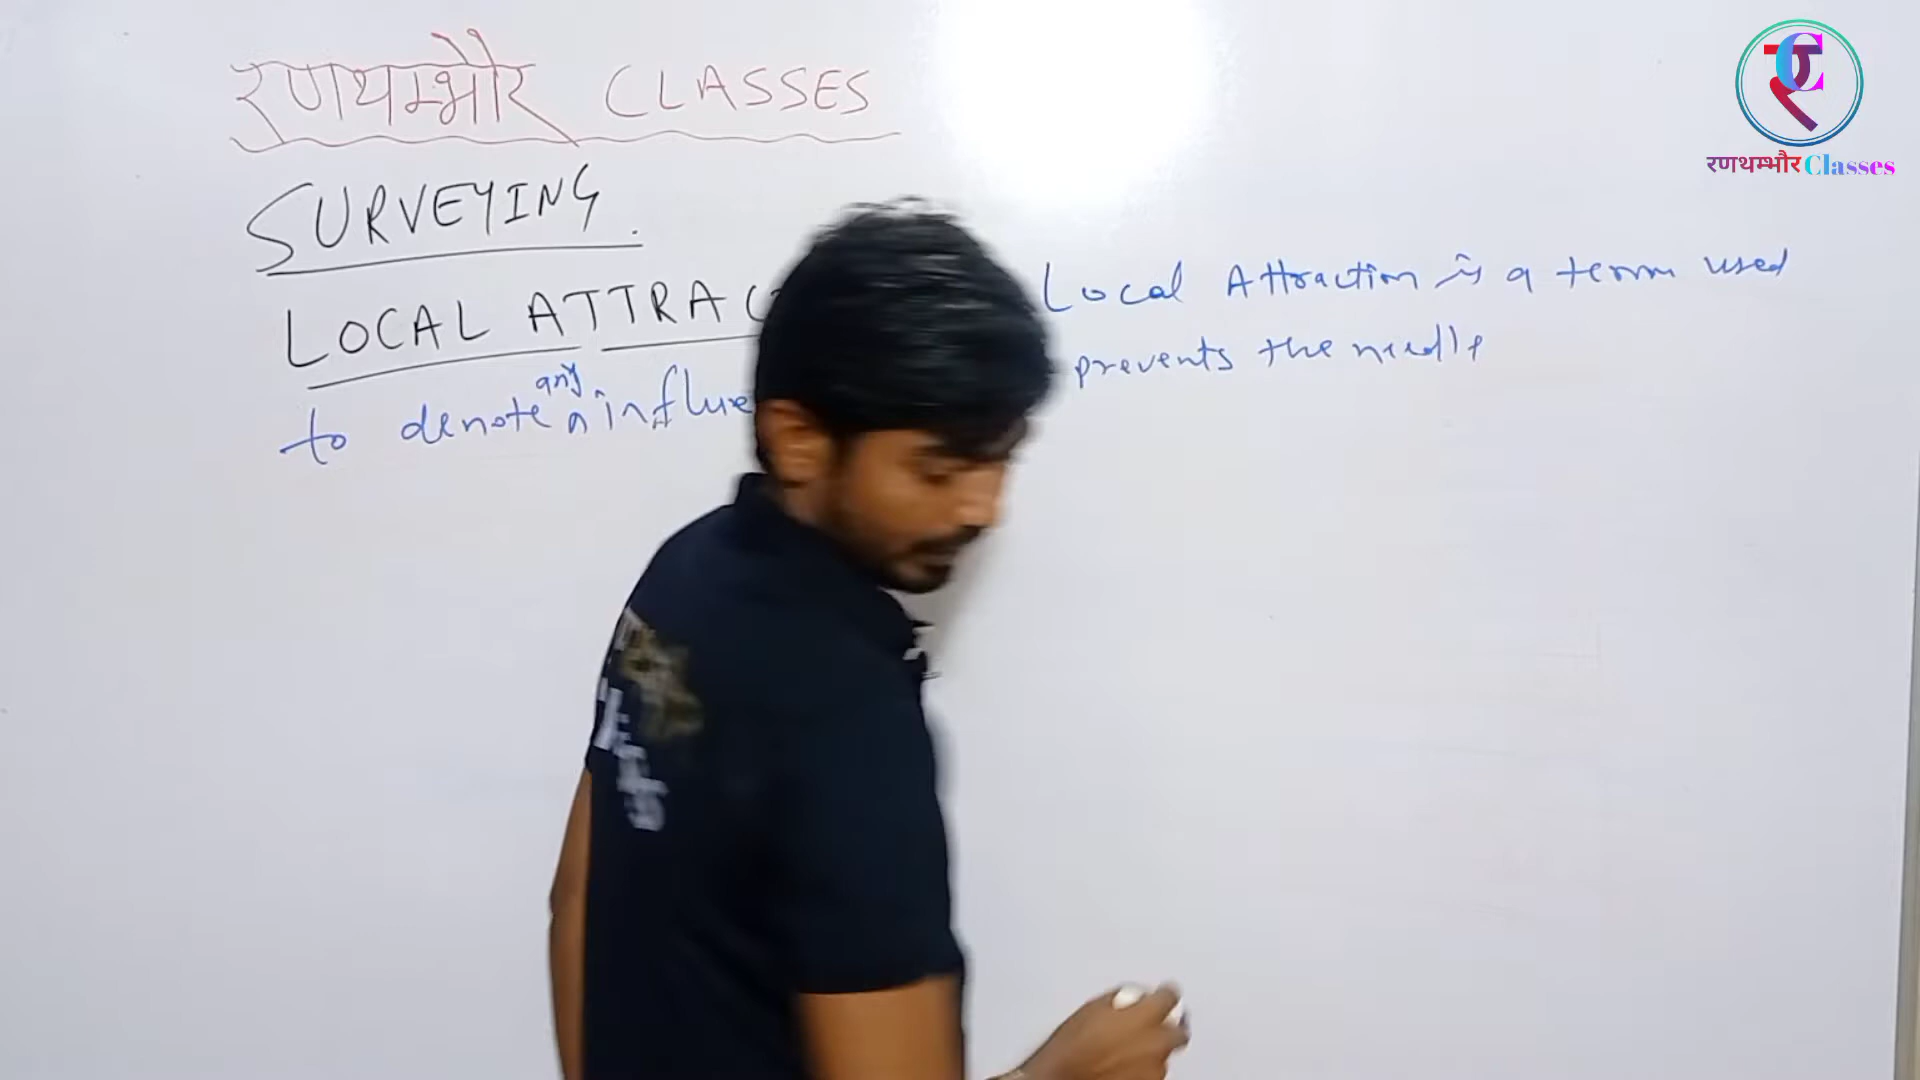 रणथम्भौर CLASSES
SURVEYING.
LOCAL ATTRAC
Local Attraction is a term used
to denote any influe
prevents the needle
रणथम्भौर Classes